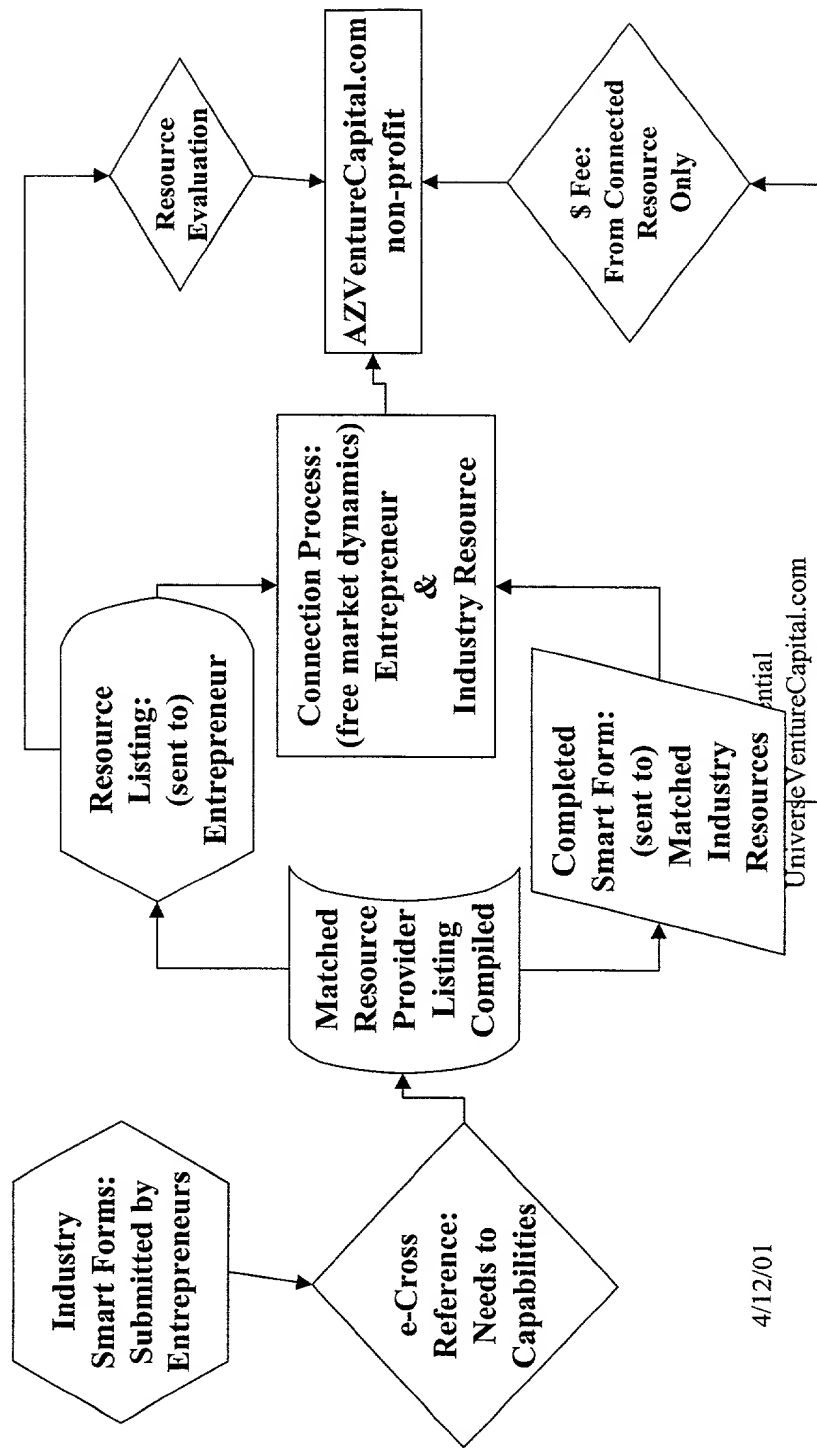 Industry
Smart Forms:
Submitted by
Entrepreneurs
e-Cross
Reference:
Needs to
Capabilities
Matched
Resource
Provider
Listing
Compiled
Resource
Listing:
(sent to)
Entrepreneur
Completed
Smart Form:
(sent to)
Matched
Industry
Resources
Connection Process:
(free market dynamics)
Entrepreneur
&
Industry Resource
Resource
Evaluation
AZVentureCapital.com
non-profit
$ Fee:
From Connected
Resource
Only
4/12/01
ential
UniverseVentureCapital.com